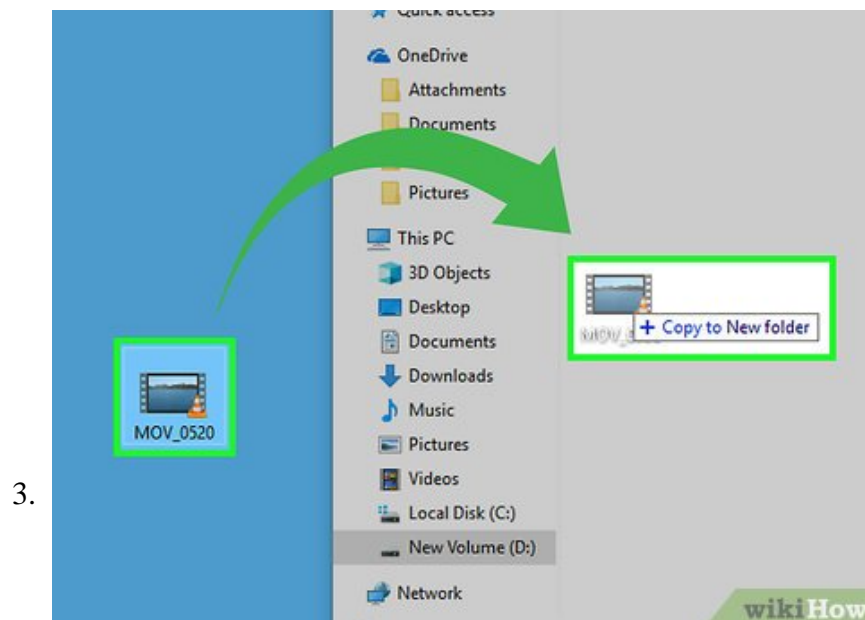 Quick access
OneDrive
Attachments
Documents
Pictures
This PC
3D Objects
Desktop
Documents
Downloads
Music
Pictures
Videos
Local Disk (C:)
New Volume (D:)
Network
MOV_0520
+ Copy to New folder
3.
wikiHow